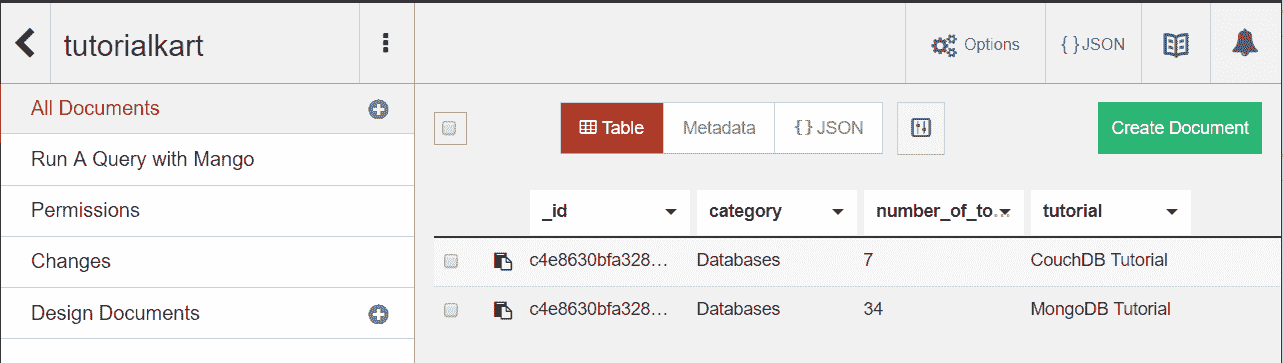 tutorialkart
Options
{ } JSON
All Documents
Run A Query with Mango
Permissions
Changes
Design Documents
Table
Metadata
{ } JSON
Create Document
_id category number_of_to... tutorial
c4e8630bfa328... Databases 7 CouchDB Tutorial
c4e8630bfa328... Databases 34 MongoDB Tutorial